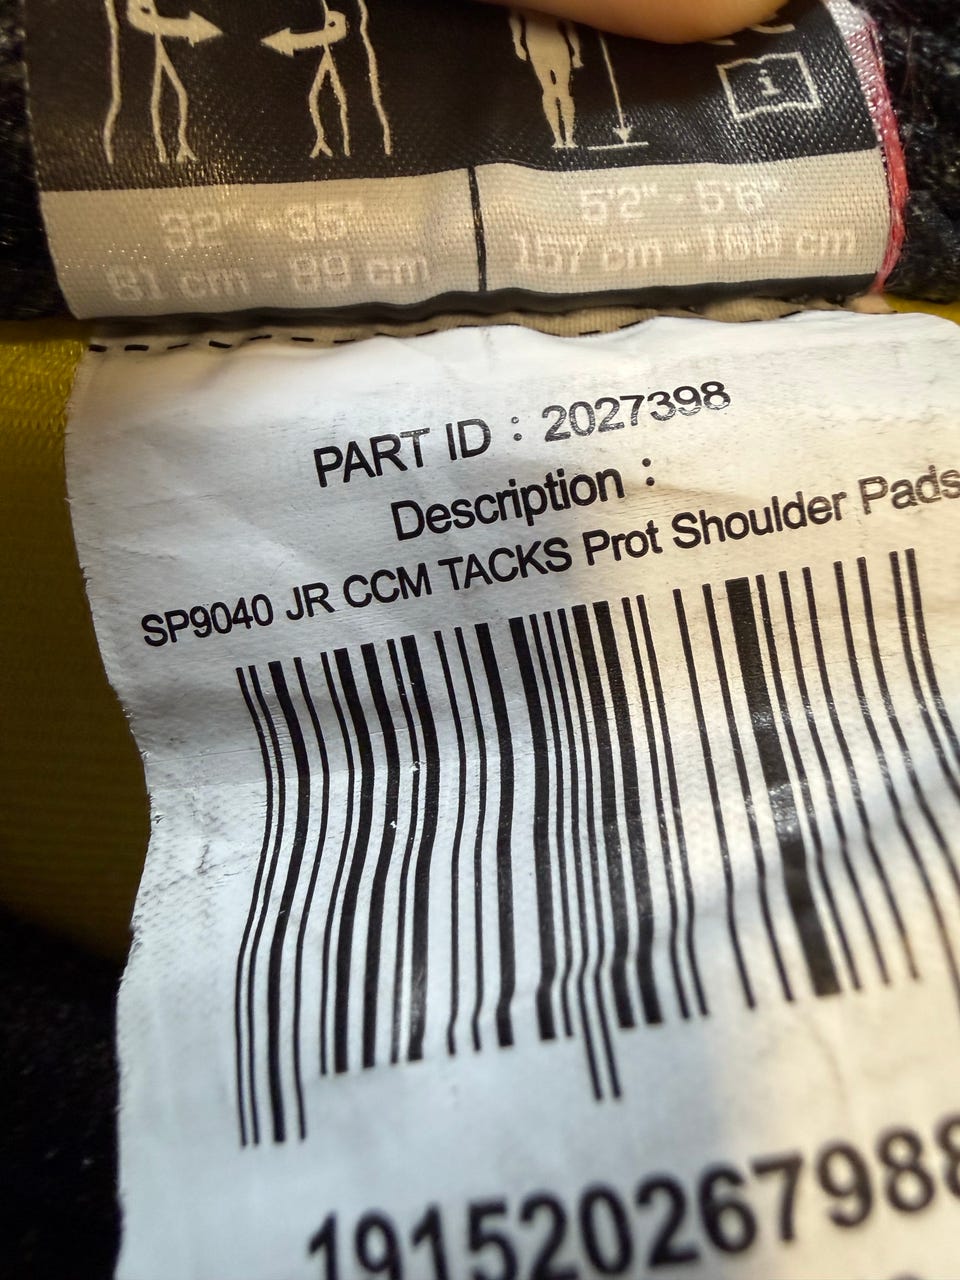 i
32" - 35"
5'2" - 5'6"
81 cm - 89 cm
157 cm - 168 cm
PART ID : 2027398
Description :
SP9040 JR CCM TACKS Prot Shoulder Pads
191520267988